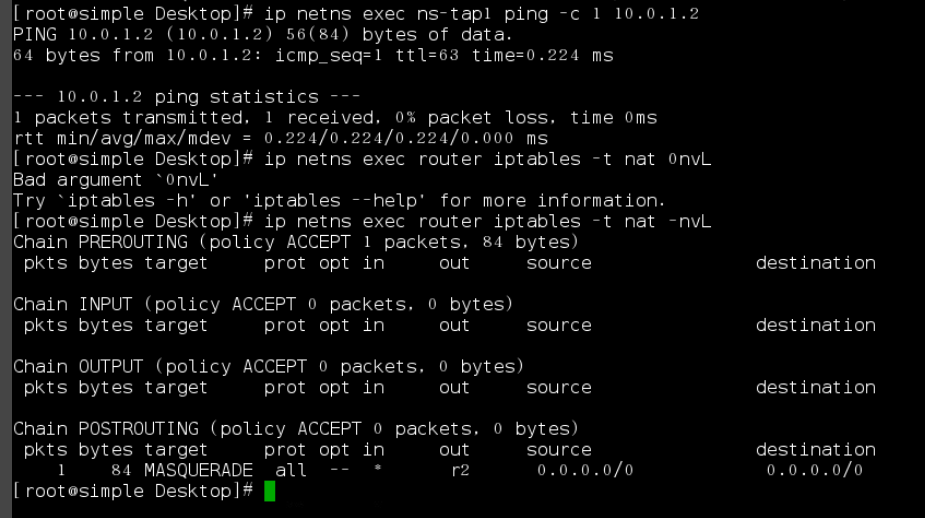 [root@simple Desktop]# ip netns exec ns-tap1 ping -c 1 10.0.1.2
PING 10.0.1.2 (10.0.1.2) 56(84) bytes of data.
64 bytes from 10.0.1.2: icmp_seq=1 ttl=63 time=0.224 ms
--- 10.0.1.2 ping statistics ---
1 packets transmitted, 1 received, 0% packet loss, time 0ms
rtt min/avg/max/mdev = 0.224/0.224/0.224/0.000 ms
[root@simple Desktop]# ip netns exec router iptables -t nat 0nvL
Bad argument `0nvL'
Try `iptables -h' or 'iptables --help' for more information.
[root@simple Desktop]# ip netns exec router iptables -t nat -nvL
Chain PREROUTING (policy ACCEPT 1 packets, 84 bytes)
pkts bytes target     prot opt in     out     source               destination
Chain INPUT (policy ACCEPT 0 packets, 0 bytes)
pkts bytes target     prot opt in     out     source               destination
Chain OUTPUT (policy ACCEPT 0 packets, 0 bytes)
pkts bytes target     prot opt in     out     source               destination
Chain POSTROUTING (policy ACCEPT 0 packets, 0 bytes)
pkts bytes target     prot opt in     out     source               destination
1    84 MASQUERADE  all  --  *      r2      0.0.0.0/0            0.0.0.0/0
[root@simple Desktop]#